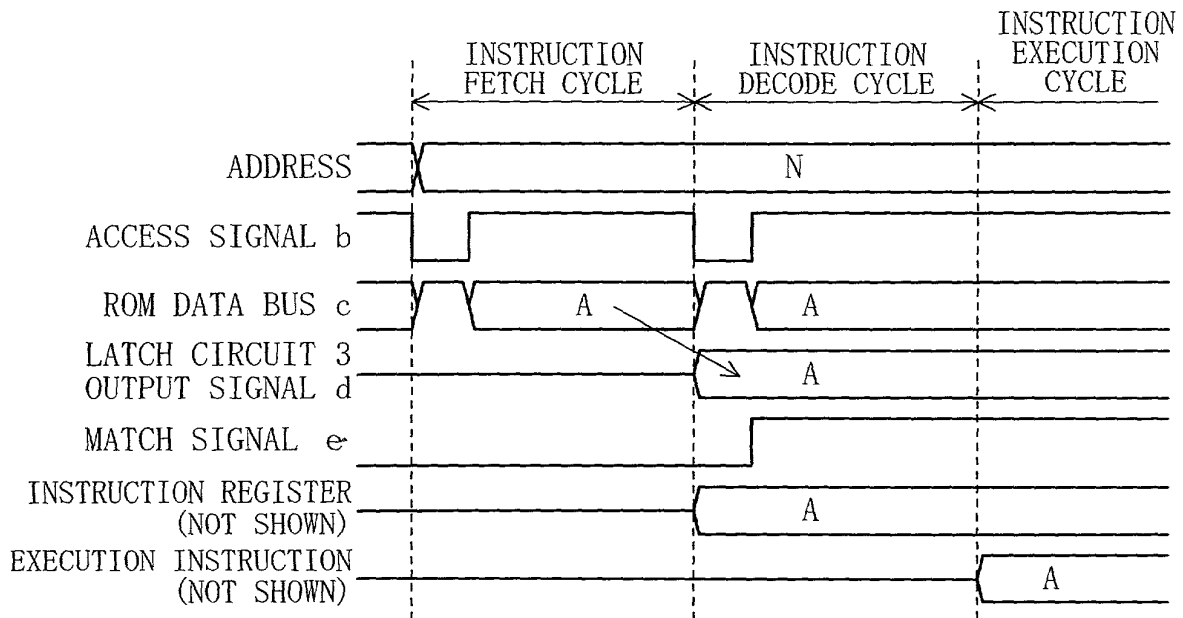 INSTRUCTION
FETCH CYCLE
INSTRUCTION
DECODE CYCLE
INSTRUCTION
EXECUTION
CYCLE
ADDRESS
N
ACCESS SIGNAL b
ROM DATA BUS c
A
A
LATCH CIRCUIT 3
OUTPUT SIGNAL d
A
MATCH SIGNAL e
INSTRUCTION REGISTER
(NOT SHOWN)
A
EXECUTION INSTRUCTION
(NOT SHOWN)
A